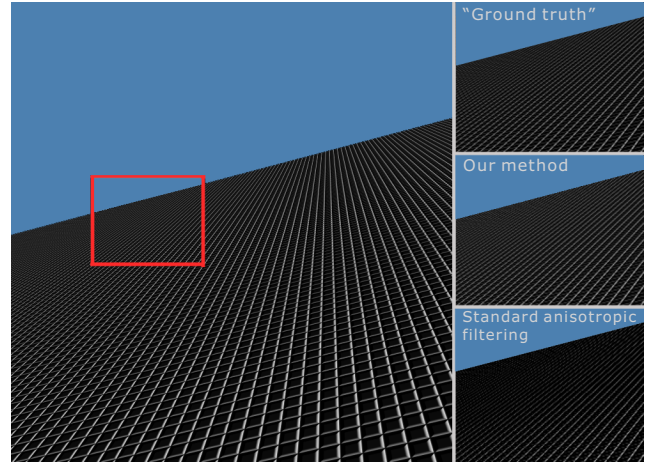 “Ground truth”
Our method
Standard anisotropic
filtering